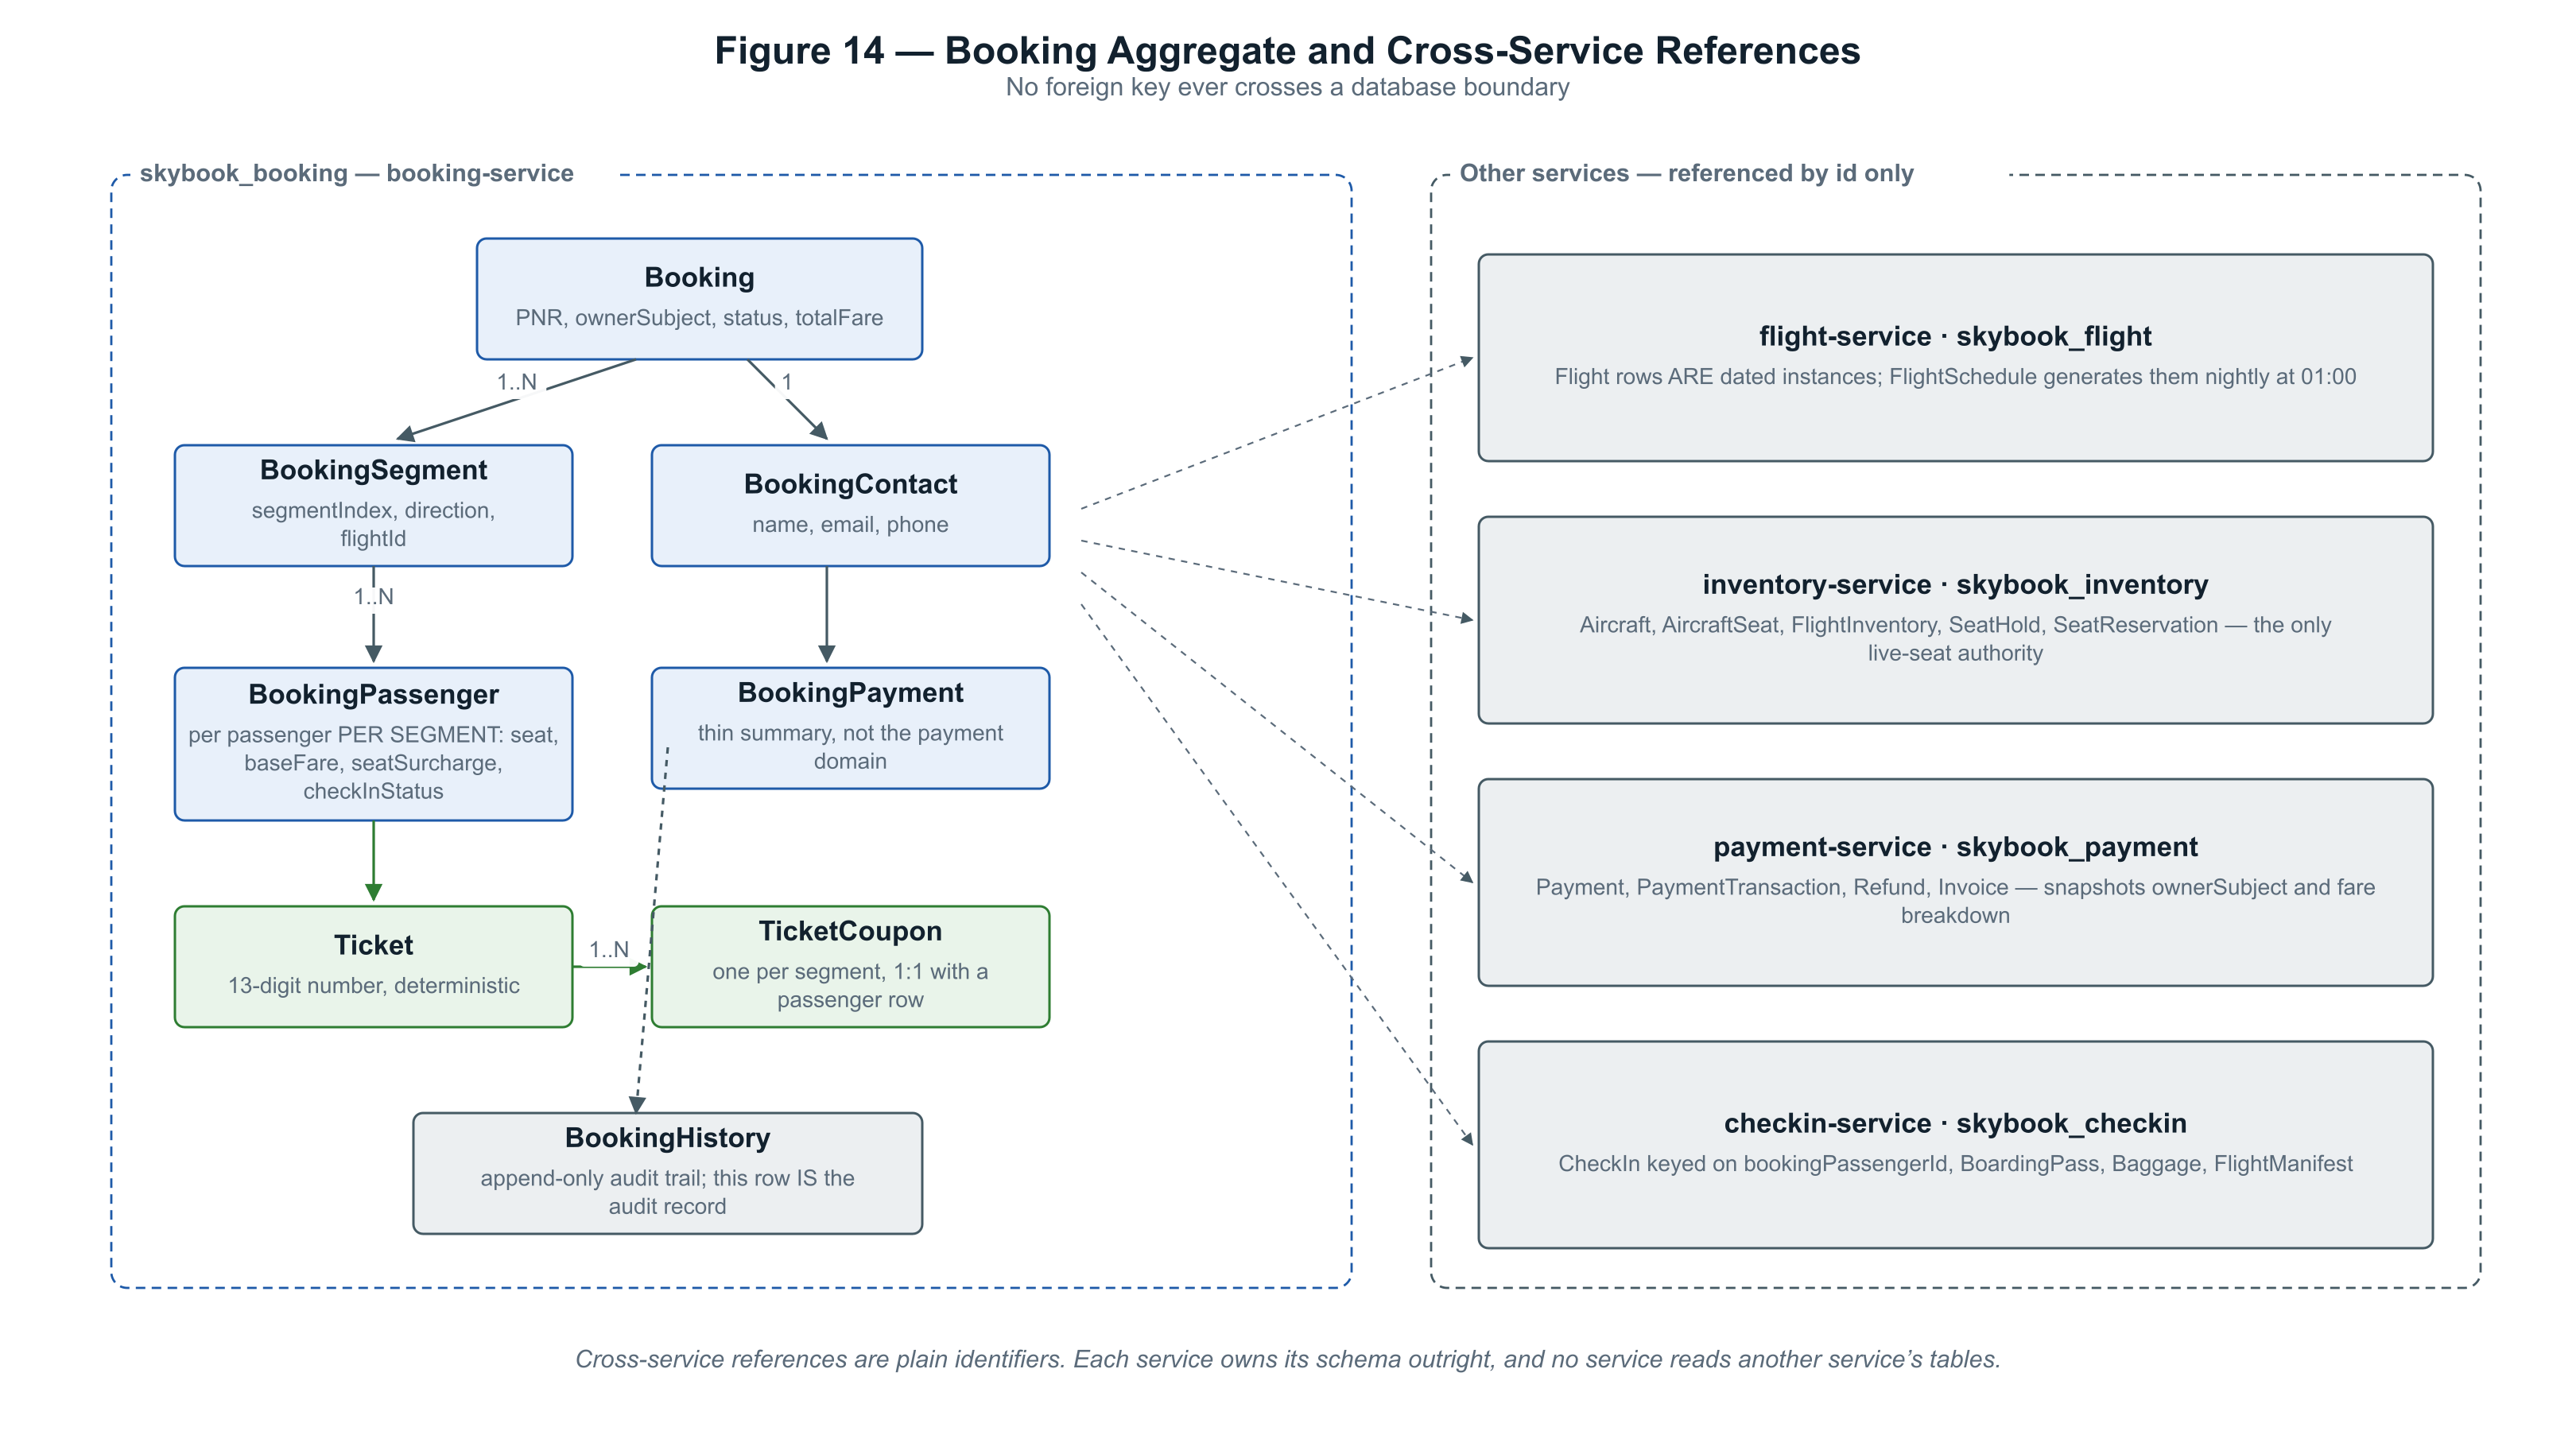 Figure 14 — Booking Aggregate and Cross-Service References
No foreign key ever crosses a database boundary
skybook_booking — booking-service
Booking
PNR, ownerSubject, status, totalFare
1..N
1
BookingSegment
segmentIndex, direction,
flightId
BookingContact
name, email, phone
1..N
BookingPassenger
per passenger PER SEGMENT: seat,
baseFare, seatSurcharge,
checkInStatus
BookingPayment
thin summary, not the payment
domain
Ticket
13-digit number, deterministic
1..N
TicketCoupon
one per segment, 1:1 with a
passenger row
BookingHistory
append-only audit trail; this row IS the
audit record
Other services — referenced by id only
flight-service · skybook_flight
Flight rows ARE dated instances; FlightSchedule generates them nightly at 01:00
inventory-service · skybook_inventory
Aircraft, AircraftSeat, FlightInventory, SeatHold, SeatReservation — the only
live-seat authority
payment-service · skybook_payment
Payment, PaymentTransaction, Refund, Invoice — snapshots ownerSubject and fare
breakdown
checkin-service · skybook_checkin
CheckIn keyed on bookingPassengerId, BoardingPass, Baggage, FlightManifest
Cross-service references are plain identifiers. Each service owns its schema outright, and no service reads another service’s tables.